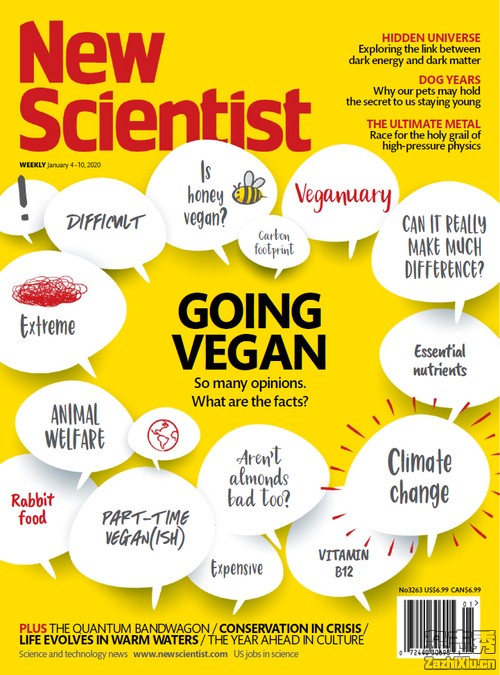 New
Scientist
WEEKLY January 4–10, 2020
HIDDEN UNIVERSE
Exploring the link between
dark energy and dark matter
DOG YEARS
Why our pets may hold
the secret to us staying young
THE ULTIMATE METAL
Race for the holy grail of
high-pressure physics
!
DIFFICULT
Is
honey
vegan?
Carbon
footprint
Veganuary
CAN IT REALLY
MAKE MUCH
DIFFERENCE?
Extreme
GOING
VEGAN
So many opinions.
What are the facts?
Essential
nutrients
ANIMAL
WELFARE
Aren't
almonds
bad too?
Climate
change
Rabbit
food
PART-TIME
VEGAN(ISH)
Expensive
VITAMIN
B12
No3263 US$6.99 CAN$6.99
01
PLUS THE QUANTUM BANDWAGON / CONSERVATION IN CRISIS /
LIFE EVOLVES IN WARM WATERS / THE YEAR AHEAD IN CULTURE
Science and technology news www.newscientist.com US jobs in science
ZaZhiXiu.cn